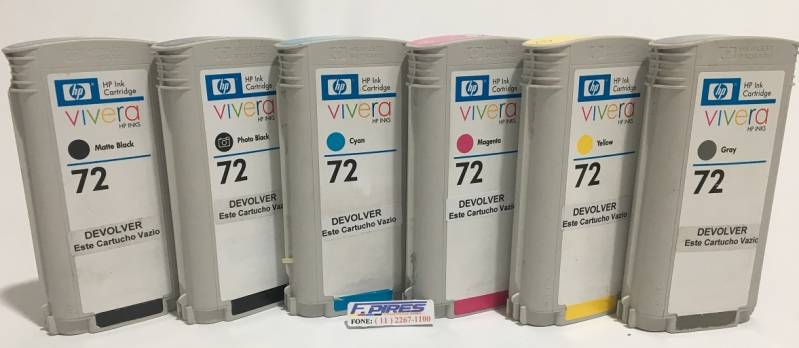 hp
HP Ink
Cartridge
vivera
HP INKS
Matte Black
72
DEVOLVER
Este Cartucho Vazio
hp
HP Ink
Cartridge
vivera
HP INKS
Photo Black
72
DEVOLVER
Este Cartucho Vazio
hp
HP Ink
Cartridge
vivera
HP INKS
Cyan
72
DEVOLVER
Este Cartucho Vazio
hp
HP Ink
Cartridge
vivera
HP INKS
Magenta
72
DEVOLVER
Este Cartucho Vazio
hp
HP Ink
Cartridge
vivera
HP INKS
Yellow
72
DEVOLVER
Este Cartucho Vazio
hp
HP Ink
Cartridge
vivera
HP INKS
Gray
72
DEVOLVER
Este Cartucho Vazio
F.PIRES
FONE: ( 11 ) 2267-1100